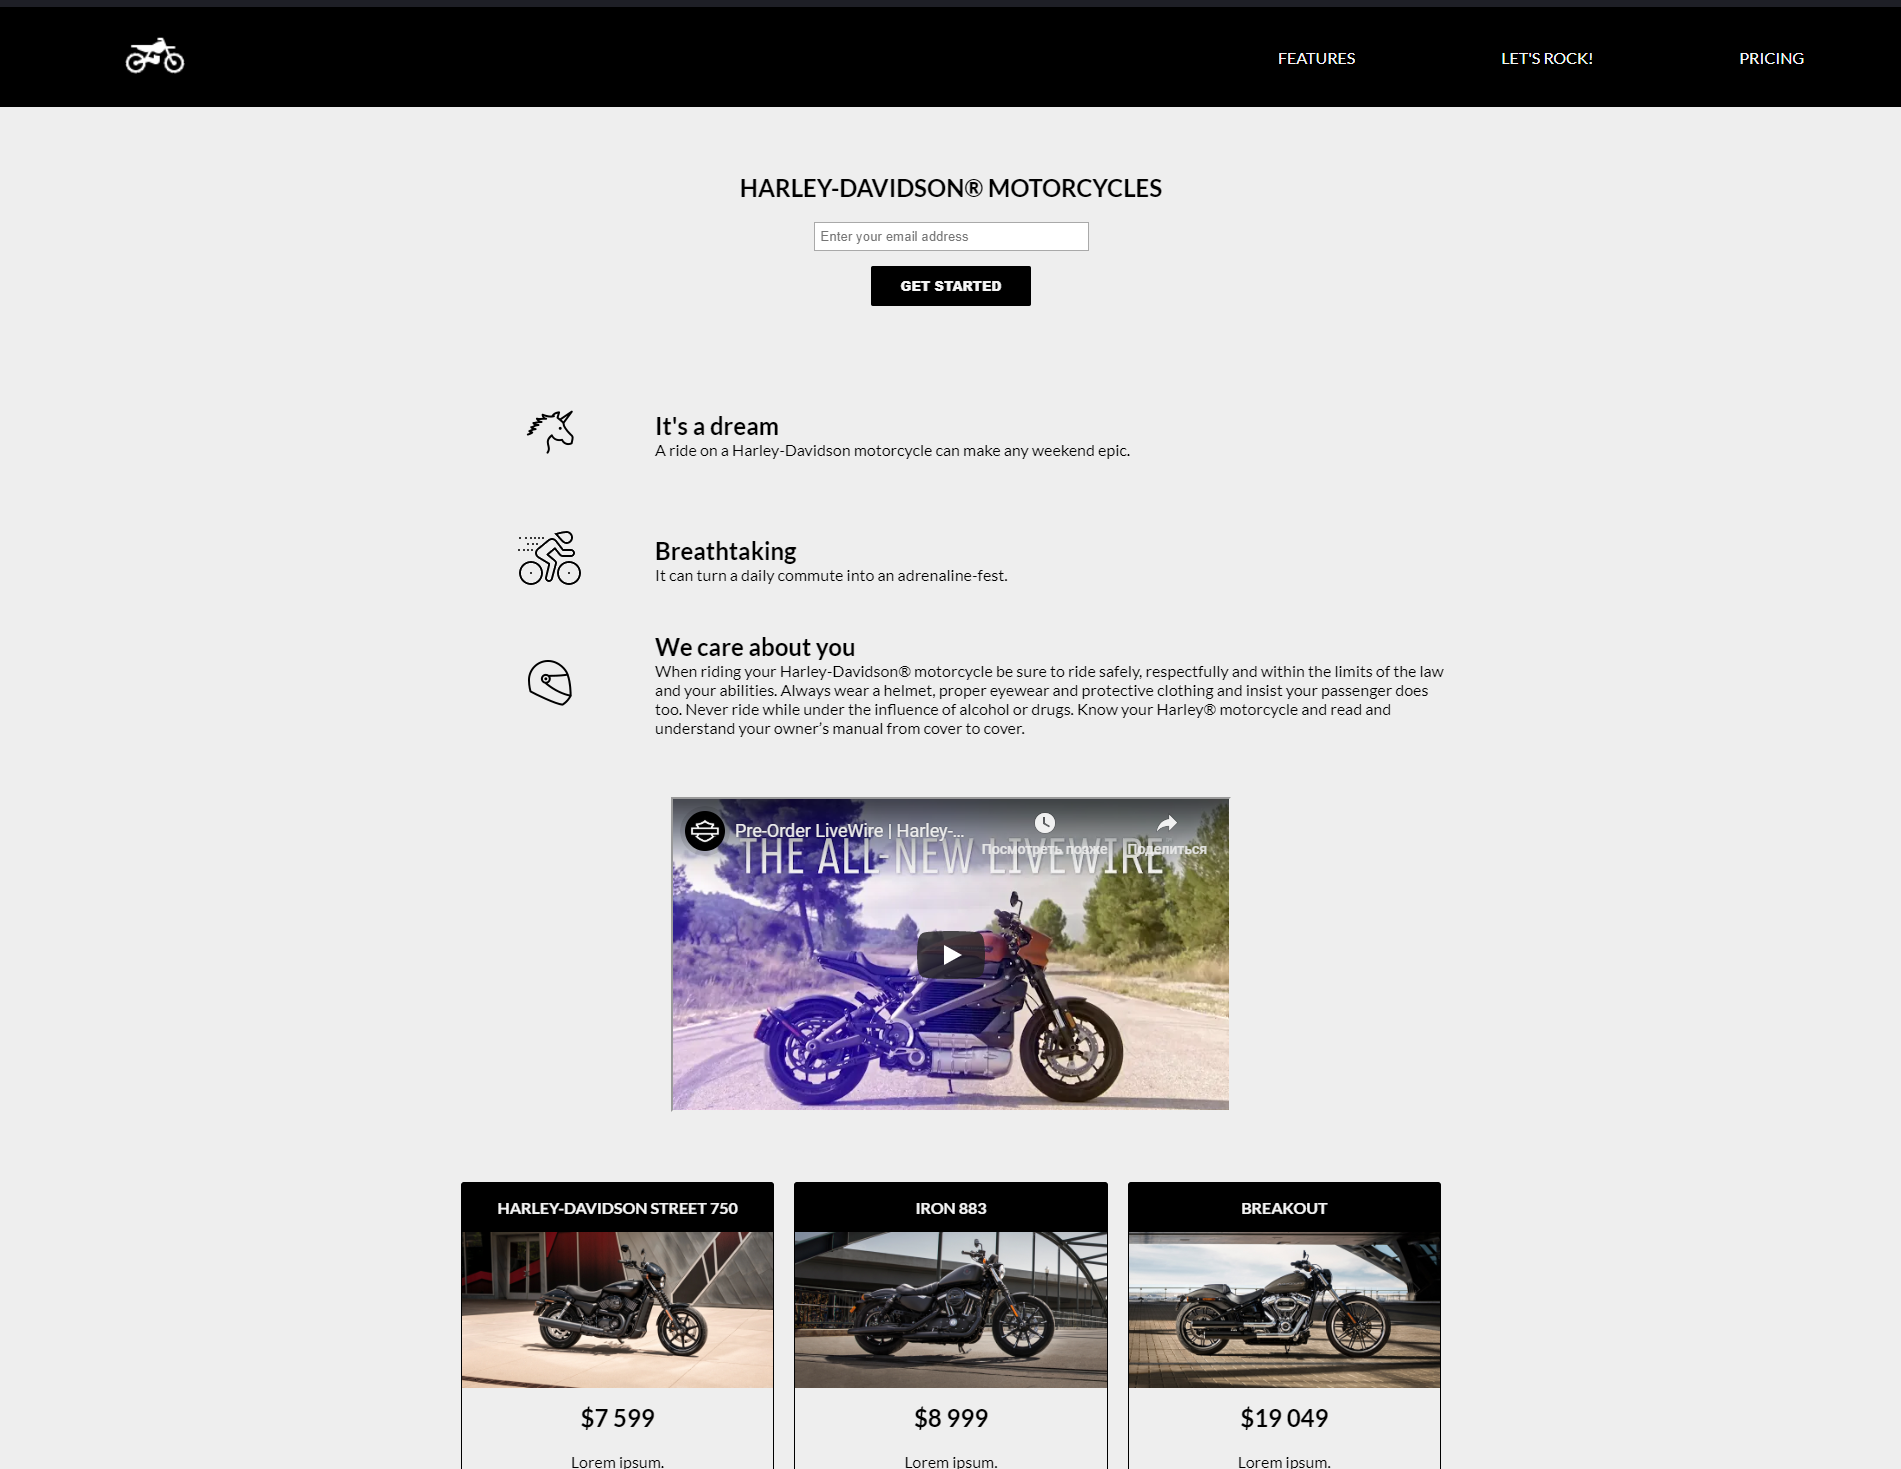 FEATURES
LET'S ROCK!
PRICING
HARLEY-DAVIDSON® MOTORCYCLES
Enter your email address
GET STARTED
It's a dream
A ride on a Harley-Davidson motorcycle can make any weekend epic.
Breathtaking
It can turn a daily commute into an adrenaline-fest.
We care about you
When riding your Harley-Davidson® motorcycle be sure to ride safely, respectfully and within the limits of the law
and your abilities. Always wear a helmet, proper eyewear and protective clothing and insist your passenger does
too. Never ride while under the influence of alcohol or drugs. Know your Harley® motorcycle and read and
understand your owner’s manual from cover to cover.
Pre-Order LiveWire | Harley-...
Посмотреть позже
Поделиться
THE ALL-NEW LIVEWIRE
HARLEY-DAVIDSON STREET 750
IRON 883
BREAKOUT
$7 599
$8 999
$19 049
Lorem ipsum.
Lorem ipsum.
Lorem ipsum.